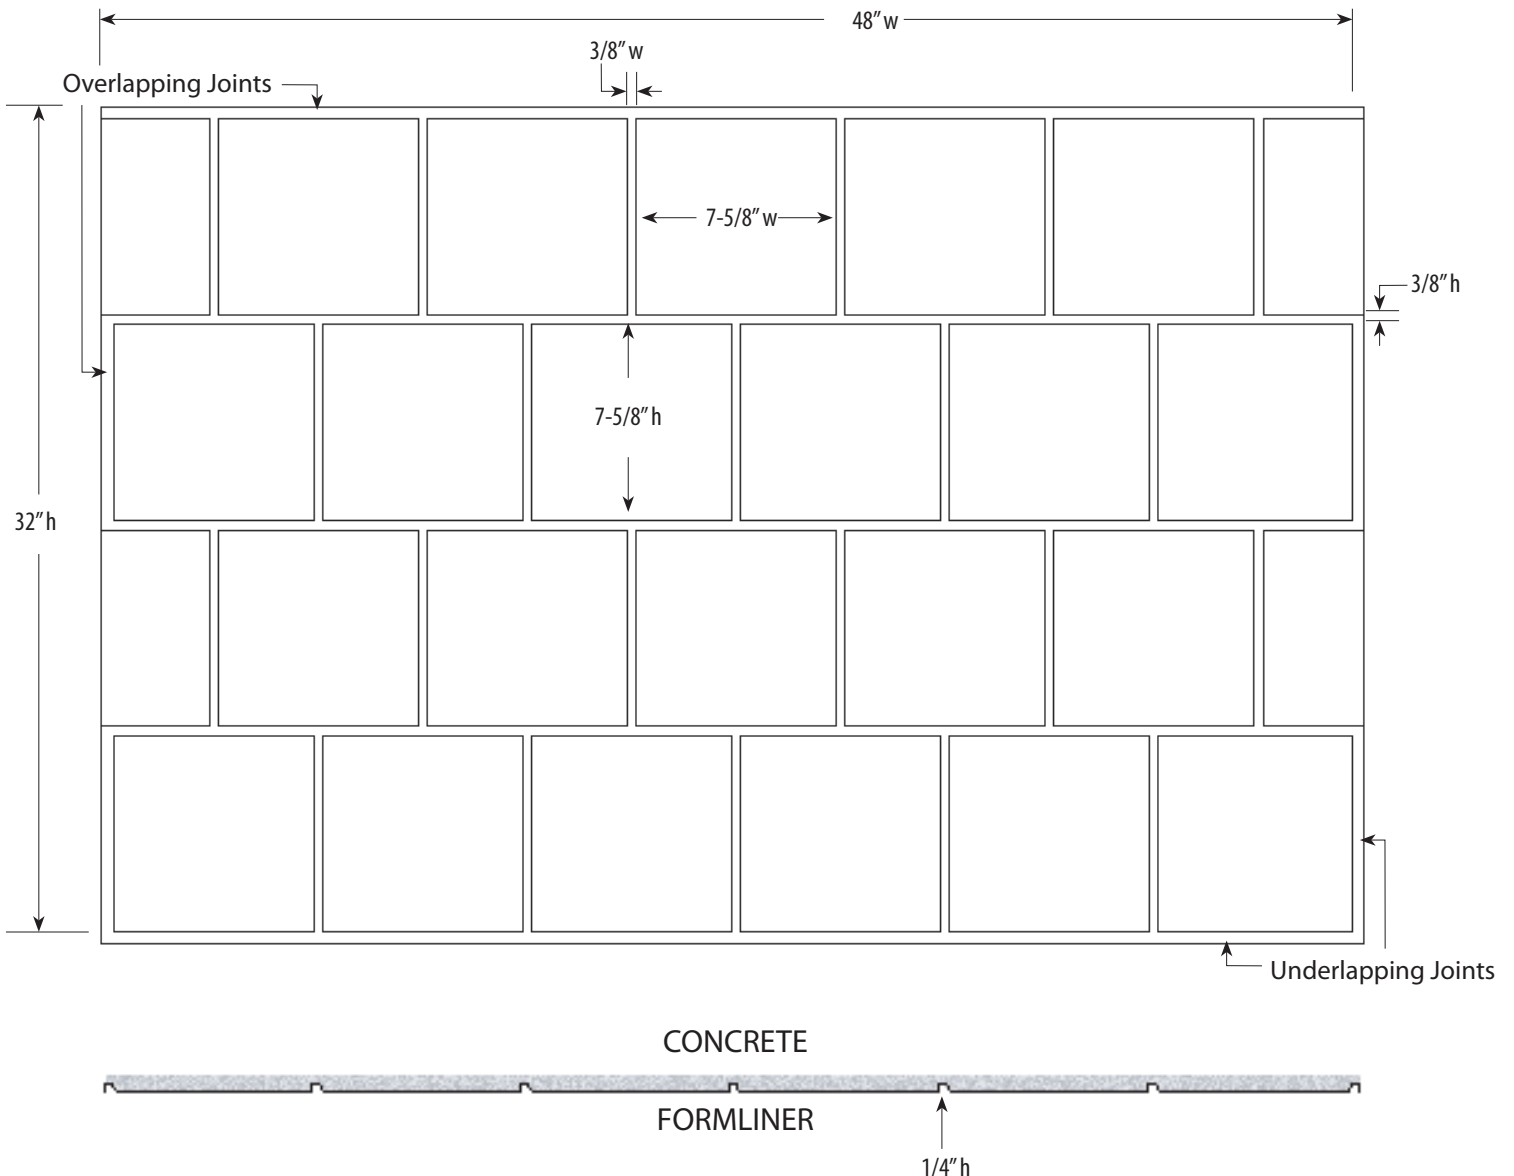 48" w
3/8" w
Overlapping Joints
7-5/8" w
3/8" h
7-5/8" h
32" h
Underlapping Joints
CONCRETE
FORMLINER
1/4" h